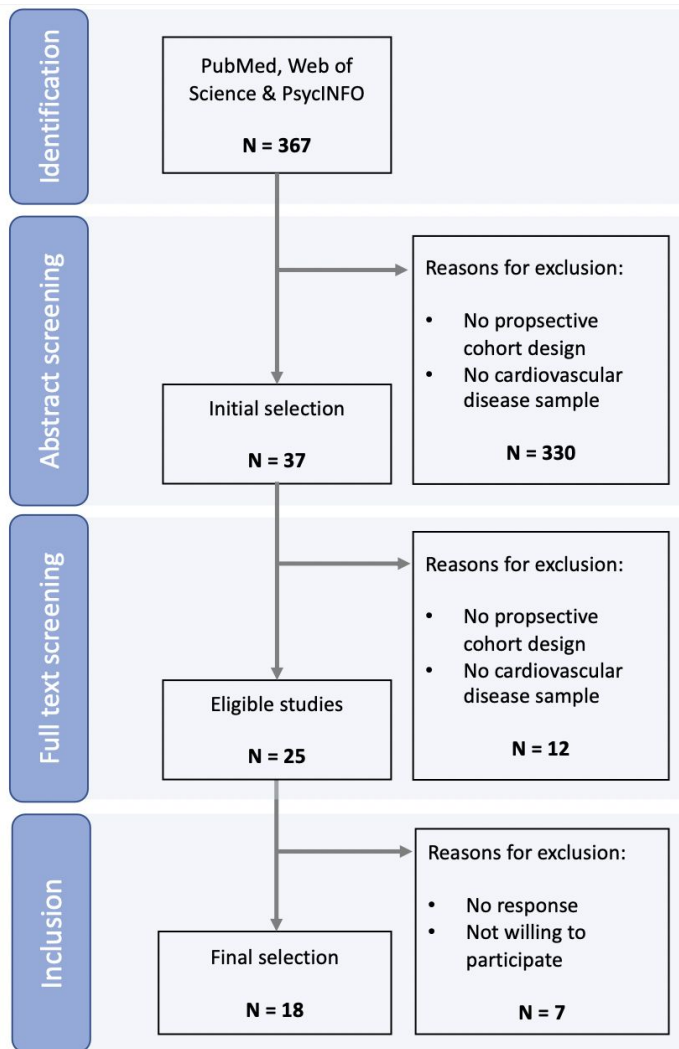 Identification
PubMed, Web of
Science & PsycINFO
N = 367
Abstract screening
Reasons for exclusion:
• No propsective
cohort design
• No cardiovascular
disease sample
N = 330
Initial selection
N = 37
Full text screening
Reasons for exclusion:
• No propsective
cohort design
• No cardiovascular
disease sample
N = 12
Eligible studies
N = 25
Inclusion
Reasons for exclusion:
• No response
• Not willing to
participate
N = 7
Final selection
N = 18